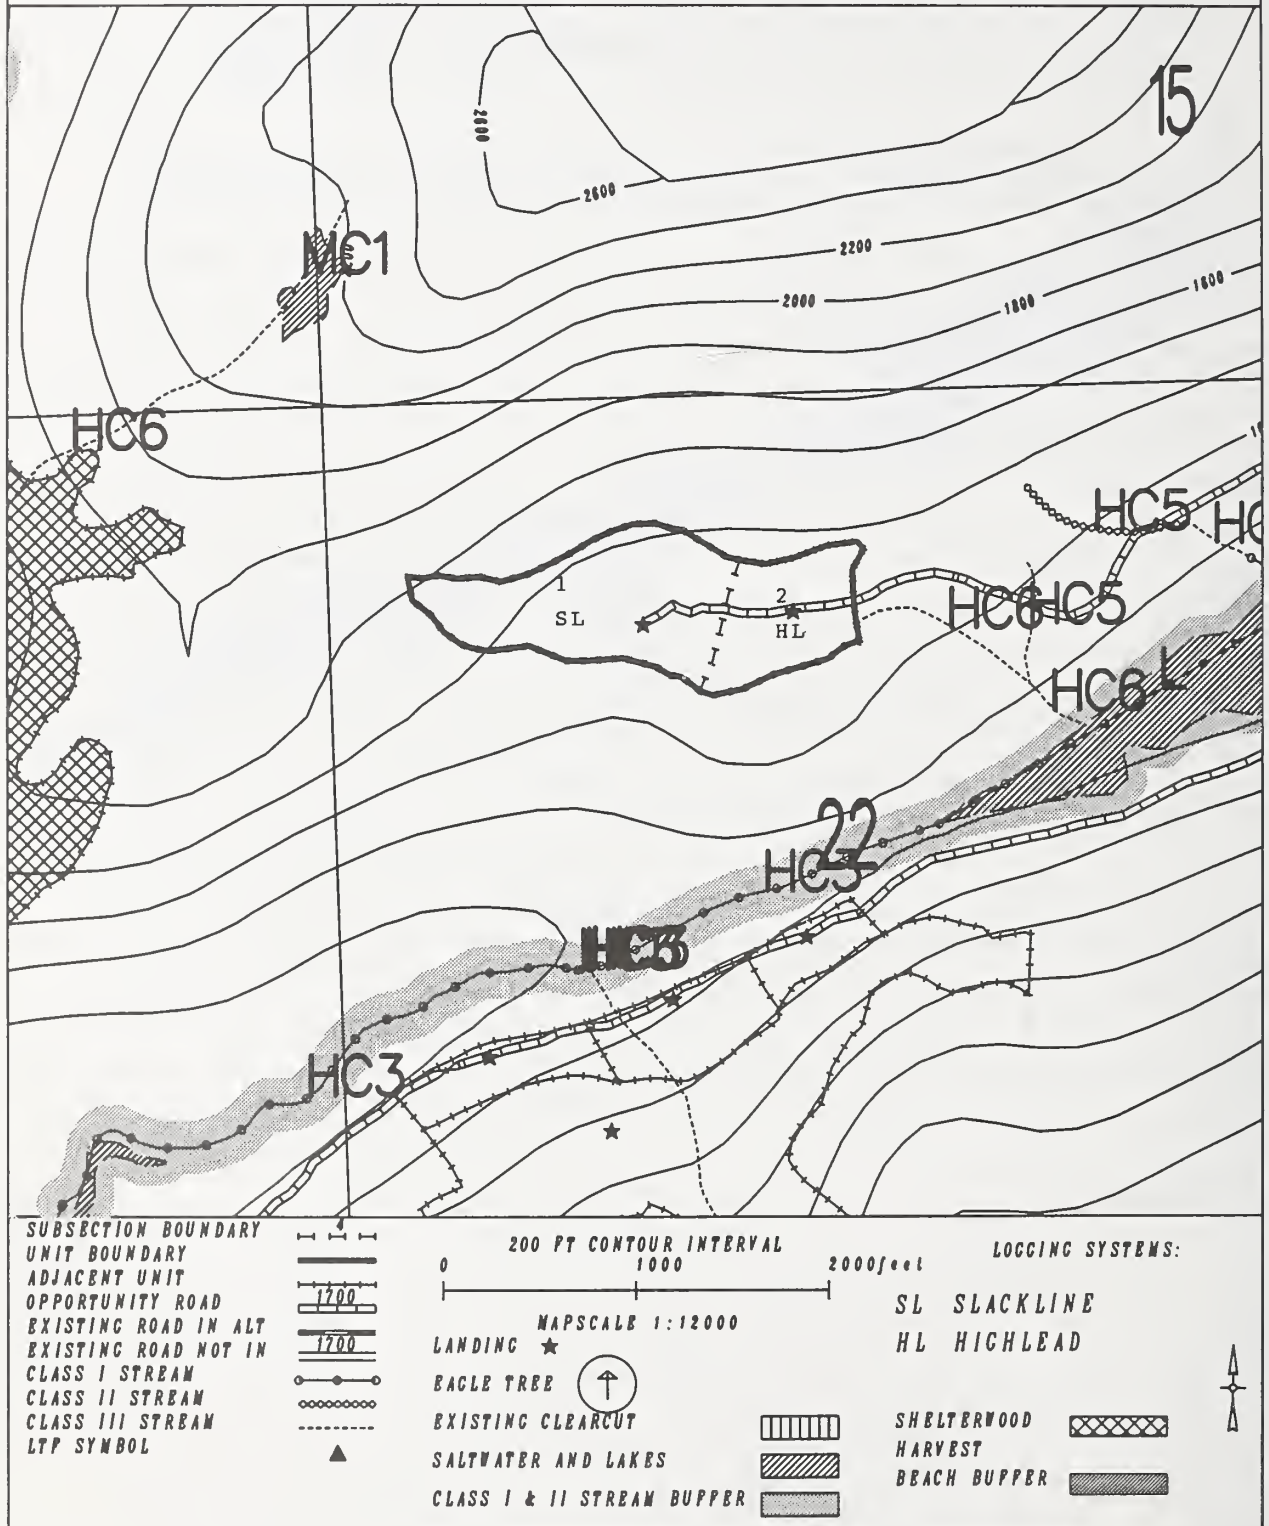 15
2600
2600
2200
2000
1800
1600
MC1
HC6
HC5
1
2
SL
HL
HC6
HC5
HC6
L
22
HC3
HC3
SUBSECTION BOUNDARY
UNIT BOUNDARY
ADJACENT UNIT
OPPORTUNITY ROAD
1700
EXISTING ROAD IN ALT
EXISTING ROAD NOT IN
1700
CLASS I STREAM
CLASS II STREAM
CLASS III STREAM
LTF SYMBOL
200 FT CONTOUR INTERVAL
0 1000 2000feet
MAPSCALE 1:12000
LANDING
EAGLE TREE
EXISTING CLEARCUT
SALTWATER AND LAKES
CLASS I & II STREAM BUFFER
LOGGING SYSTEMS:
SL SLACKLINE
HL HIGHLEAD
SHELTERWOOD
HARVEST
BEACH BUFFER